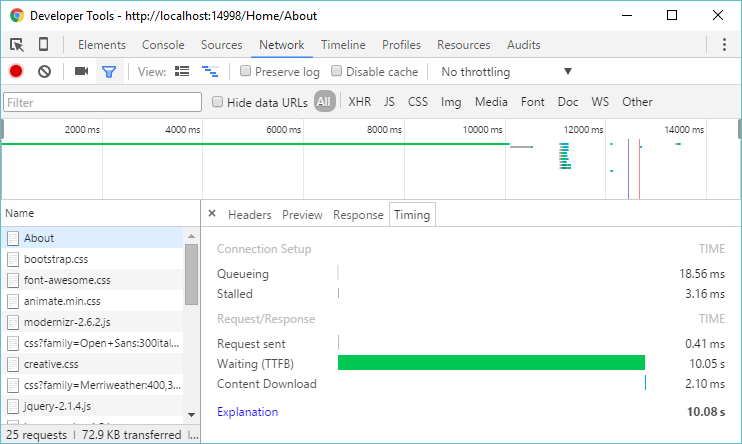 Developer Tools - http://localhost:14998/Home/About
Elements Console Sources Network Timeline Profiles Resources Audits
View: Preserve log Disable cache No throttling
Filter Hide data URLs All XHR JS CSS Img Media Font Doc WS Other
2000 ms 4000 ms 6000 ms 8000 ms 10000 ms 12000 ms 14000 ms
Name
About
bootstrap.css
font-awesome.css
animate.min.css
modernizr-2.6.2.js
css?family=Open+Sans:300ital...
creative.css
css?family=Merriweather:400,3...
jquery-2.1.4.js
25 requests | 72.9 KB transferred |...
× Headers Preview Response Timing
Connection Setup TIME
Queueing 18.56 ms
Stalled 3.16 ms
Request/Response TIME
Request sent 0.41 ms
Waiting (TTFB) 10.05 s
Content Download 2.10 ms
Explanation 10.08 s